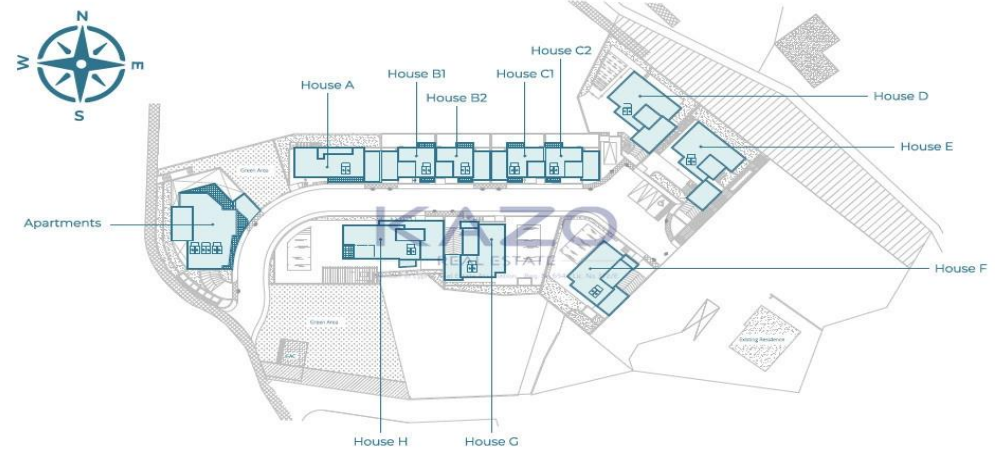 N
W
E
S
House A
House B1
House B2
House C1
House C2
House D
House E
Green Area
Apartments
KAZO
REAL ESTATE
House F
Green Area
Existing Residence
House H
House G